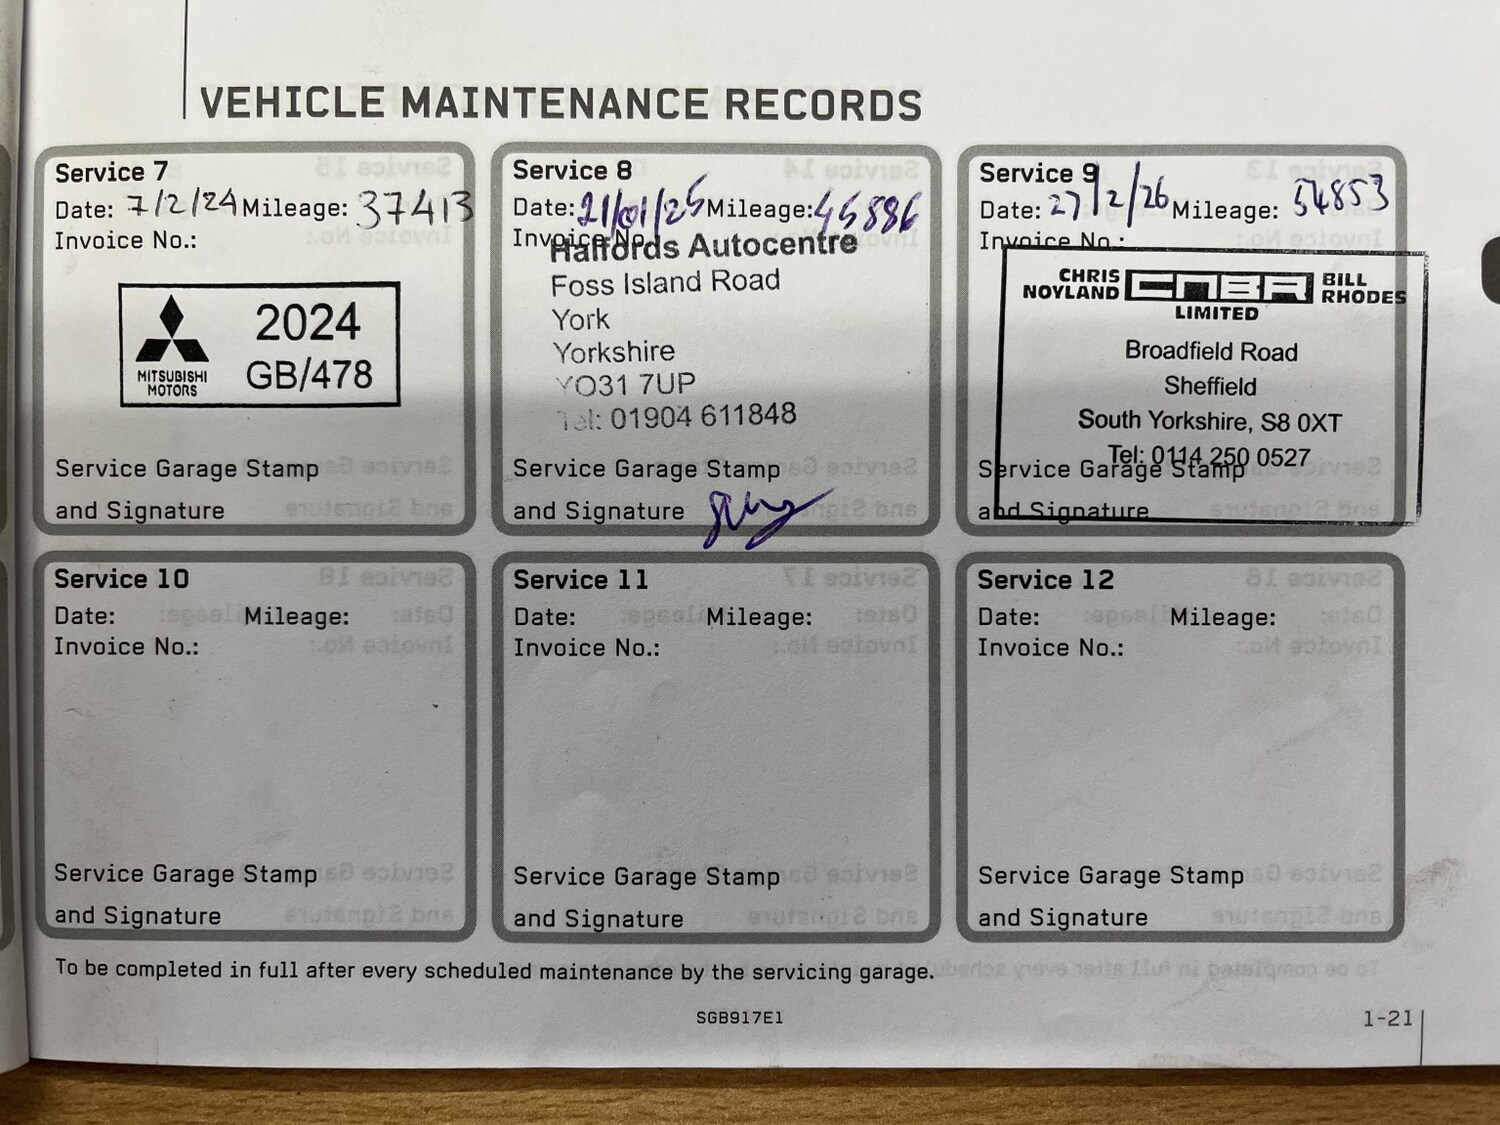 VEHICLE MAINTENANCE RECORDS
Service 7
Date: 7/2/24 Mileage: 37413
Invoice No.:
MITSUBISHI
MOTORS
2024
GB/478
Service Garage Stamp
and Signature
Service 8
Date: 21/01/25 Mileage: 45886
Invoice No.:
Halfords Autocentre
Foss Island Road
York
Yorkshire
YO31 7UP
Tel: 01904 611848
Service Garage Stamp
and Signature
Service 9
Date: 27/2/26 Mileage: 54853
Invoice No.:
CHRIS NOYLAND CNBR BILL RHODES
LIMITED
Broadfield Road
Sheffield
South Yorkshire, S8 0XT
Tel: 0114 250 0527
Service Garage Stamp
and Signature
Service 10
Date: Mileage:
Invoice No.:
Service Garage Stamp
and Signature
Service 11
Date: Mileage:
Invoice No.:
Service Garage Stamp
and Signature
Service 12
Date: Mileage:
Invoice No.:
Service Garage Stamp
and Signature
To be completed in full after every scheduled maintenance by the servicing garage.
SGB917E1
1-21